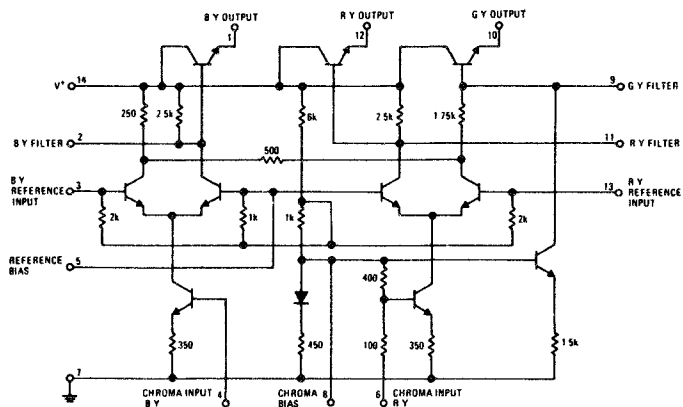 B Y OUTPUT
1
R Y OUTPUT
12
G Y OUTPUT
10
V+
14
9
G Y FILTER
250
2 5k
6k
2 5k
1 75k
B Y FILTER
2
11
R Y FILTER
500
B Y
REFERENCE
INPUT
3
13
R Y
REFERENCE
INPUT
2k
1k
1k
2k
REFERENCE
BIAS
5
400
350
450
100
350
1 5k
7
CHROMA INPUT
B Y
4
CHROMA
BIAS
8
6
CHROMA INPUT
R Y